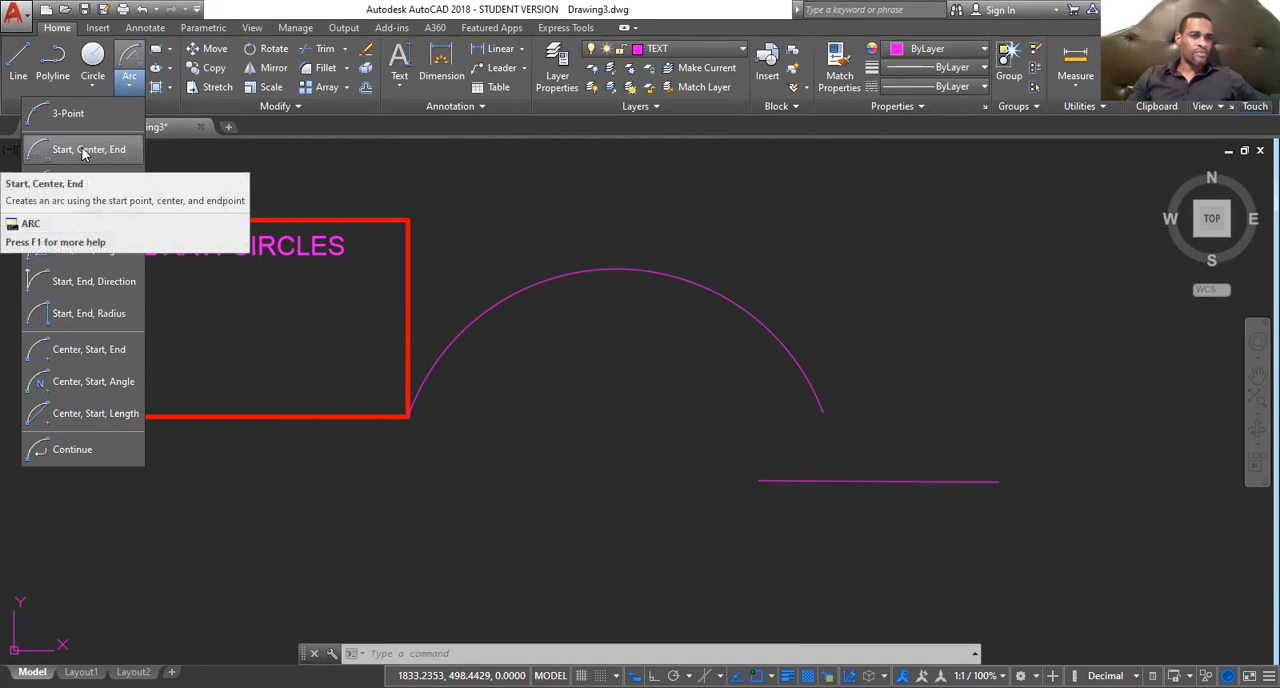 Autodesk AutoCAD 2018 - STUDENT VERSION Drawing3.dwg
Type a keyword or phrase
Sign In
Home Insert Annotate Parametric View Manage Output Add-ins A360 Featured Apps Express Tools
Line Polyline Circle Arc
Move Rotate Trim
Copy Mirror Fillet
Stretch Scale Array
Modify
Text Dimension
Linear
Leader
Table
Annotation
Layer Properties
TEXT
Make Current
Match Layer
Layers
Insert
Block
Match Properties
ByLayer
ByLayer
ByLayer
Properties
Group
Groups
Measure
Utilities
Clipboard
View
Touch
ing3*
3-Point
Start, Center, End
Start, Center, End
Creates an arc using the start point, center, and endpoint
ARC
Press F1 for more help
CIRCLES
Start, End, Direction
Start, End, Radius
Center, Start, End
Center, Start, Angle
Center, Start, Length
Continue
N
W TOP E
S
WCS
Y
X
Type a command
Model Layout1 Layout2
1833.2353, 498.4429, 0.0000 MODEL
1:1 / 100%
Decimal